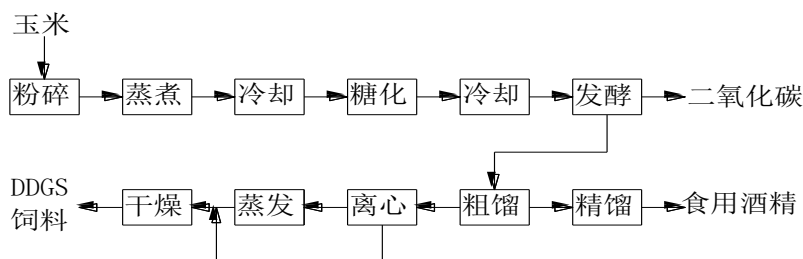 玉米
粉碎 蒸煮 冷却 糖化 冷却 发酵 二氧化碳
DDGS
饲料 干燥 蒸发 离心 粗馏 精馏 食用酒精